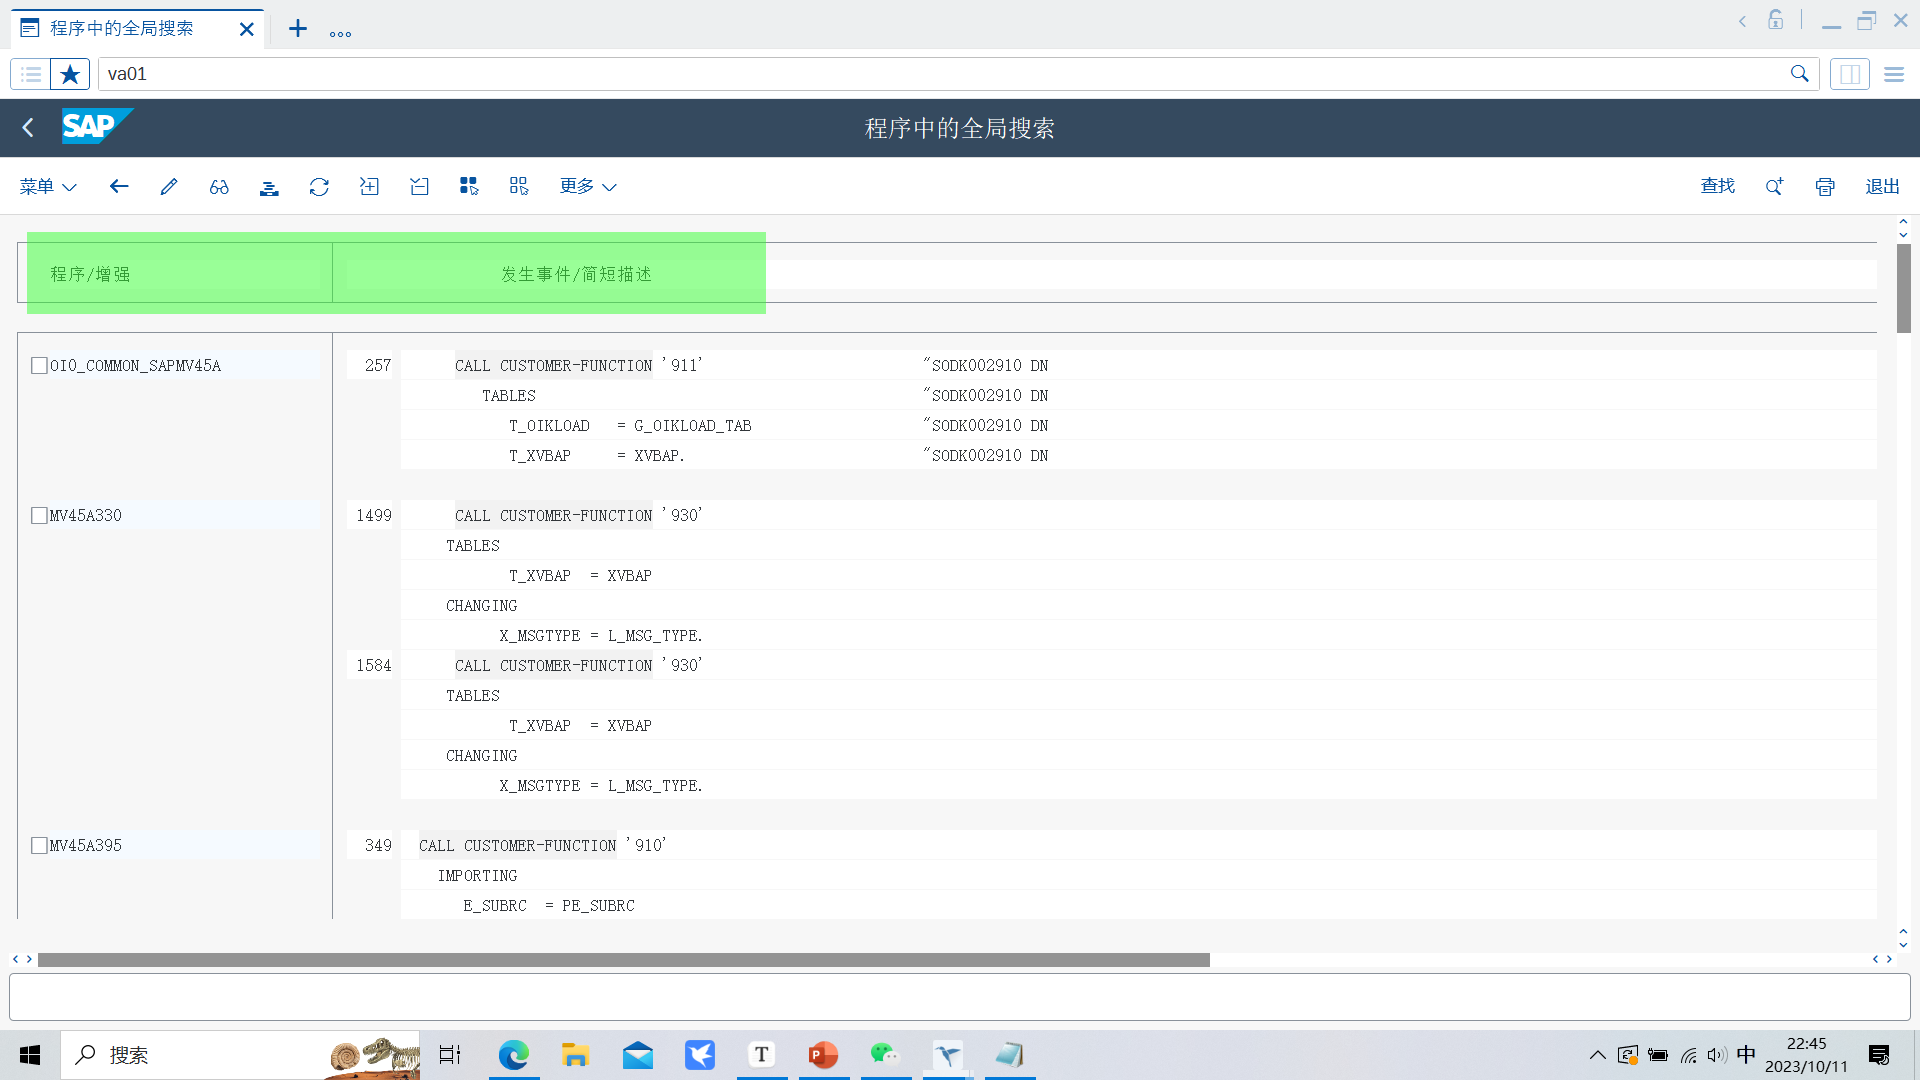 程序中的全局搜索
va01
SAP
程序中的全局搜索
菜单
更多
查找
退出
程序/增强 发生事件/简短描述
OI0_COMMON_SAPMV45A 257 CALL CUSTOMER-FUNCTION '911' "SODK002910 DN
TABLES "SODK002910 DN
T_OIKLOAD = G_OIKLOAD_TAB "SODK002910 DN
T_XVBAP = XVBAP. "SODK002910 DN
MV45A330 1499 CALL CUSTOMER-FUNCTION '930'
TABLES
T_XVBAP = XVBAP
CHANGING
X_MSGTYPE = L_MSG_TYPE.
1584 CALL CUSTOMER-FUNCTION '930'
TABLES
T_XVBAP = XVBAP
CHANGING
X_MSGTYPE = L_MSG_TYPE.
MV45A395 349 CALL CUSTOMER-FUNCTION '910'
IMPORTING
E_SUBRC = PE_SUBRC
搜索
T
P
中
22:45
2023/10/11